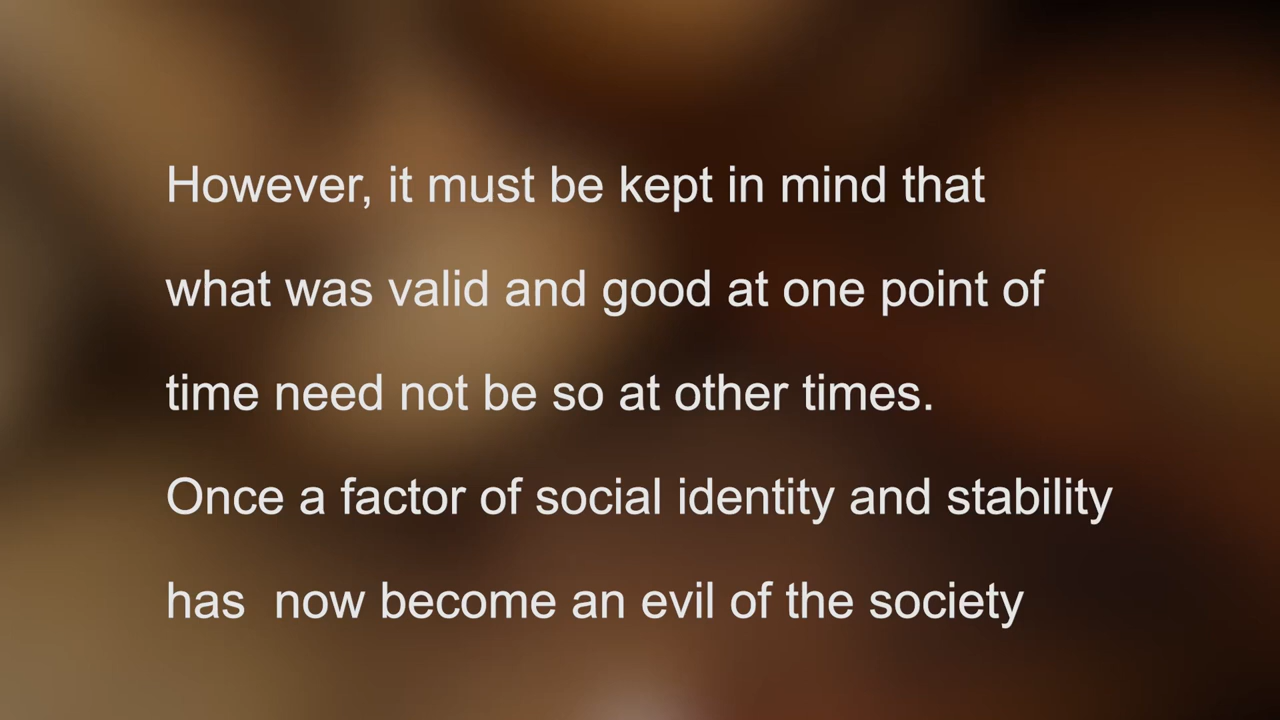 However, it must be kept in mind that
what was valid and good at one point of
time need not be so at other times.
Once a factor of social identity and stability
has  now become an evil of the society